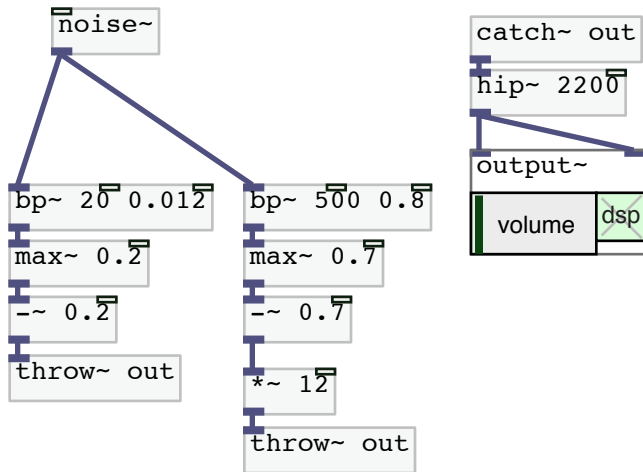 noise~
bp~ 20 0.012
max~ 0.2
-~ 0.2
throw~ out
bp~ 500 0.8
max~ 0.7
-~ 0.7
*~ 12
throw~ out
catch~ out
hip~ 2200
output~
volume
dsp